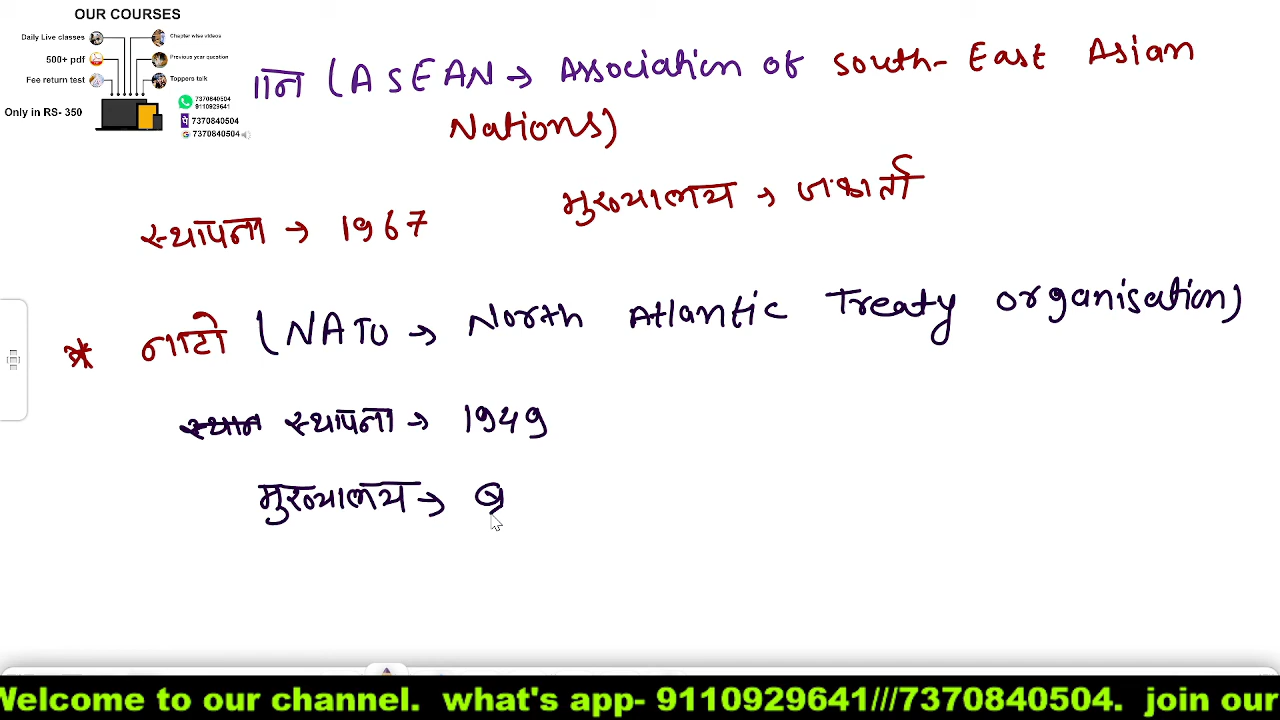 OUR COURSES
Daily Live classes
Chapter wise videos
500+ pdf
Previous year question
Fee return test
Toppers talk
Only in RS- 350
7370840504
9110929641
7370840504
7370840504
ान (ASEAN → Association of South-East Asian
Nations)
मुख्यालय → जकार्ता
स्थापना → 1967
* नाटो (NATO → North Atlantic Treaty organisation)
स्थापना → 1949
मुख्यालय → ब्र
Welcome to our channel. what's app- 9110929641///7370840504. join our